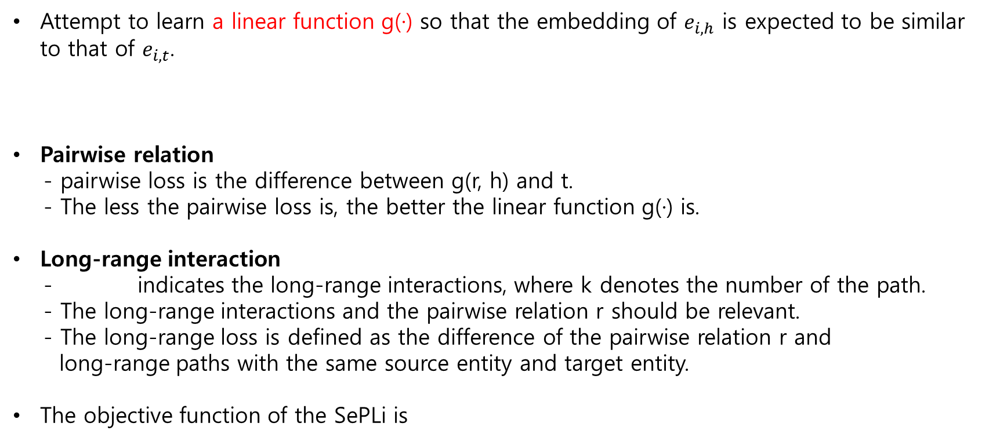 • Attempt to learn a linear function g(·) so that the embedding of e_{i,h} is expected to be similar
to that of e_{i,t}.
• Pairwise relation
- pairwise loss is the difference between g(r, h) and t.
- The less the pairwise loss is, the better the linear function g(·) is.
• Long-range interaction
- indicates the long-range interactions, where k denotes the number of the path.
- The long-range interactions and the pairwise relation r should be relevant.
- The long-range loss is defined as the difference of the pairwise relation r and
long-range paths with the same source entity and target entity.
• The objective function of the SePLi is